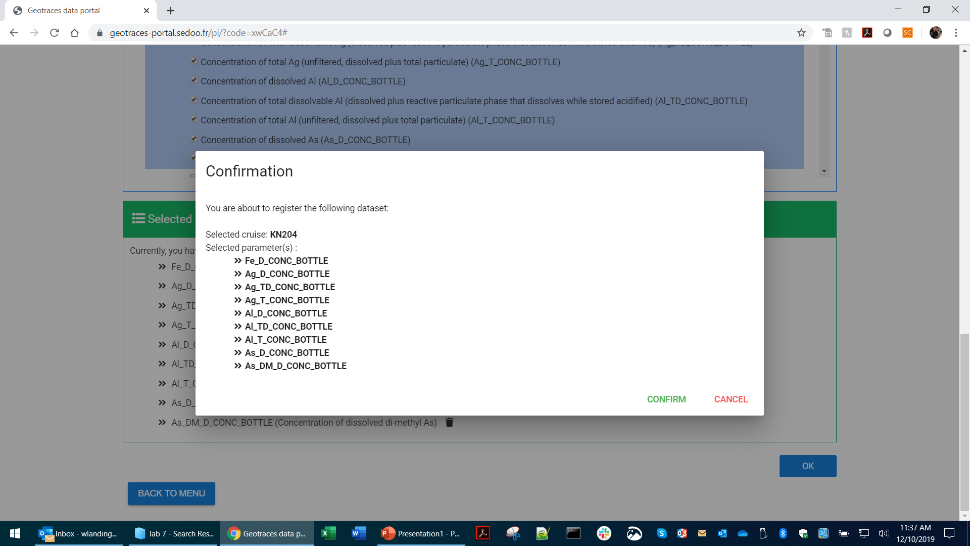 Geotraces data portal
geotraces-portal.sedoo.fr/pi/?code=xwCaC4#
Concentration of total Ag (unfiltered, dissolved plus total particulate) (Ag_T_CONC_BOTTLE)
Concentration of dissolved Al (Al_D_CONC_BOTTLE)
Concentration of total dissolvable Al (dissolved plus reactive particulate phase that dissolves while stored acidified) (Al_TD_CONC_BOTTLE)
Concentration of total Al (unfiltered, dissolved plus total particulate) (Al_T_CONC_BOTTLE)
Concentration of dissolved As (As_D_CONC_BOTTLE)
Confirmation
You are about to register the following dataset:
Selected cruise: KN204
Selected parameter(s) :
Fe_D_CONC_BOTTLE
Ag_D_CONC_BOTTLE
Ag_TD_CONC_BOTTLE
Ag_T_CONC_BOTTLE
Al_D_CONC_BOTTLE
Al_TD_CONC_BOTTLE
Al_T_CONC_BOTTLE
As_D_CONC_BOTTLE
As_DM_D_CONC_BOTTLE
CONFIRM CANCEL
Selected
Currently, you ha
Fe_D_
Ag_D_
Ag_TD
Ag_T_
Al_D_C
Al_TD_
Al_T_C
As_D_
As_DM_D_CONC_BOTTLE (Concentration of dissolved di-methyl As)
OK
BACK TO MENU
Inbox - wlanding... lab 7 - Search Res... Geotraces data p... Presentation1 - P... 11:37 AM
12/10/2019